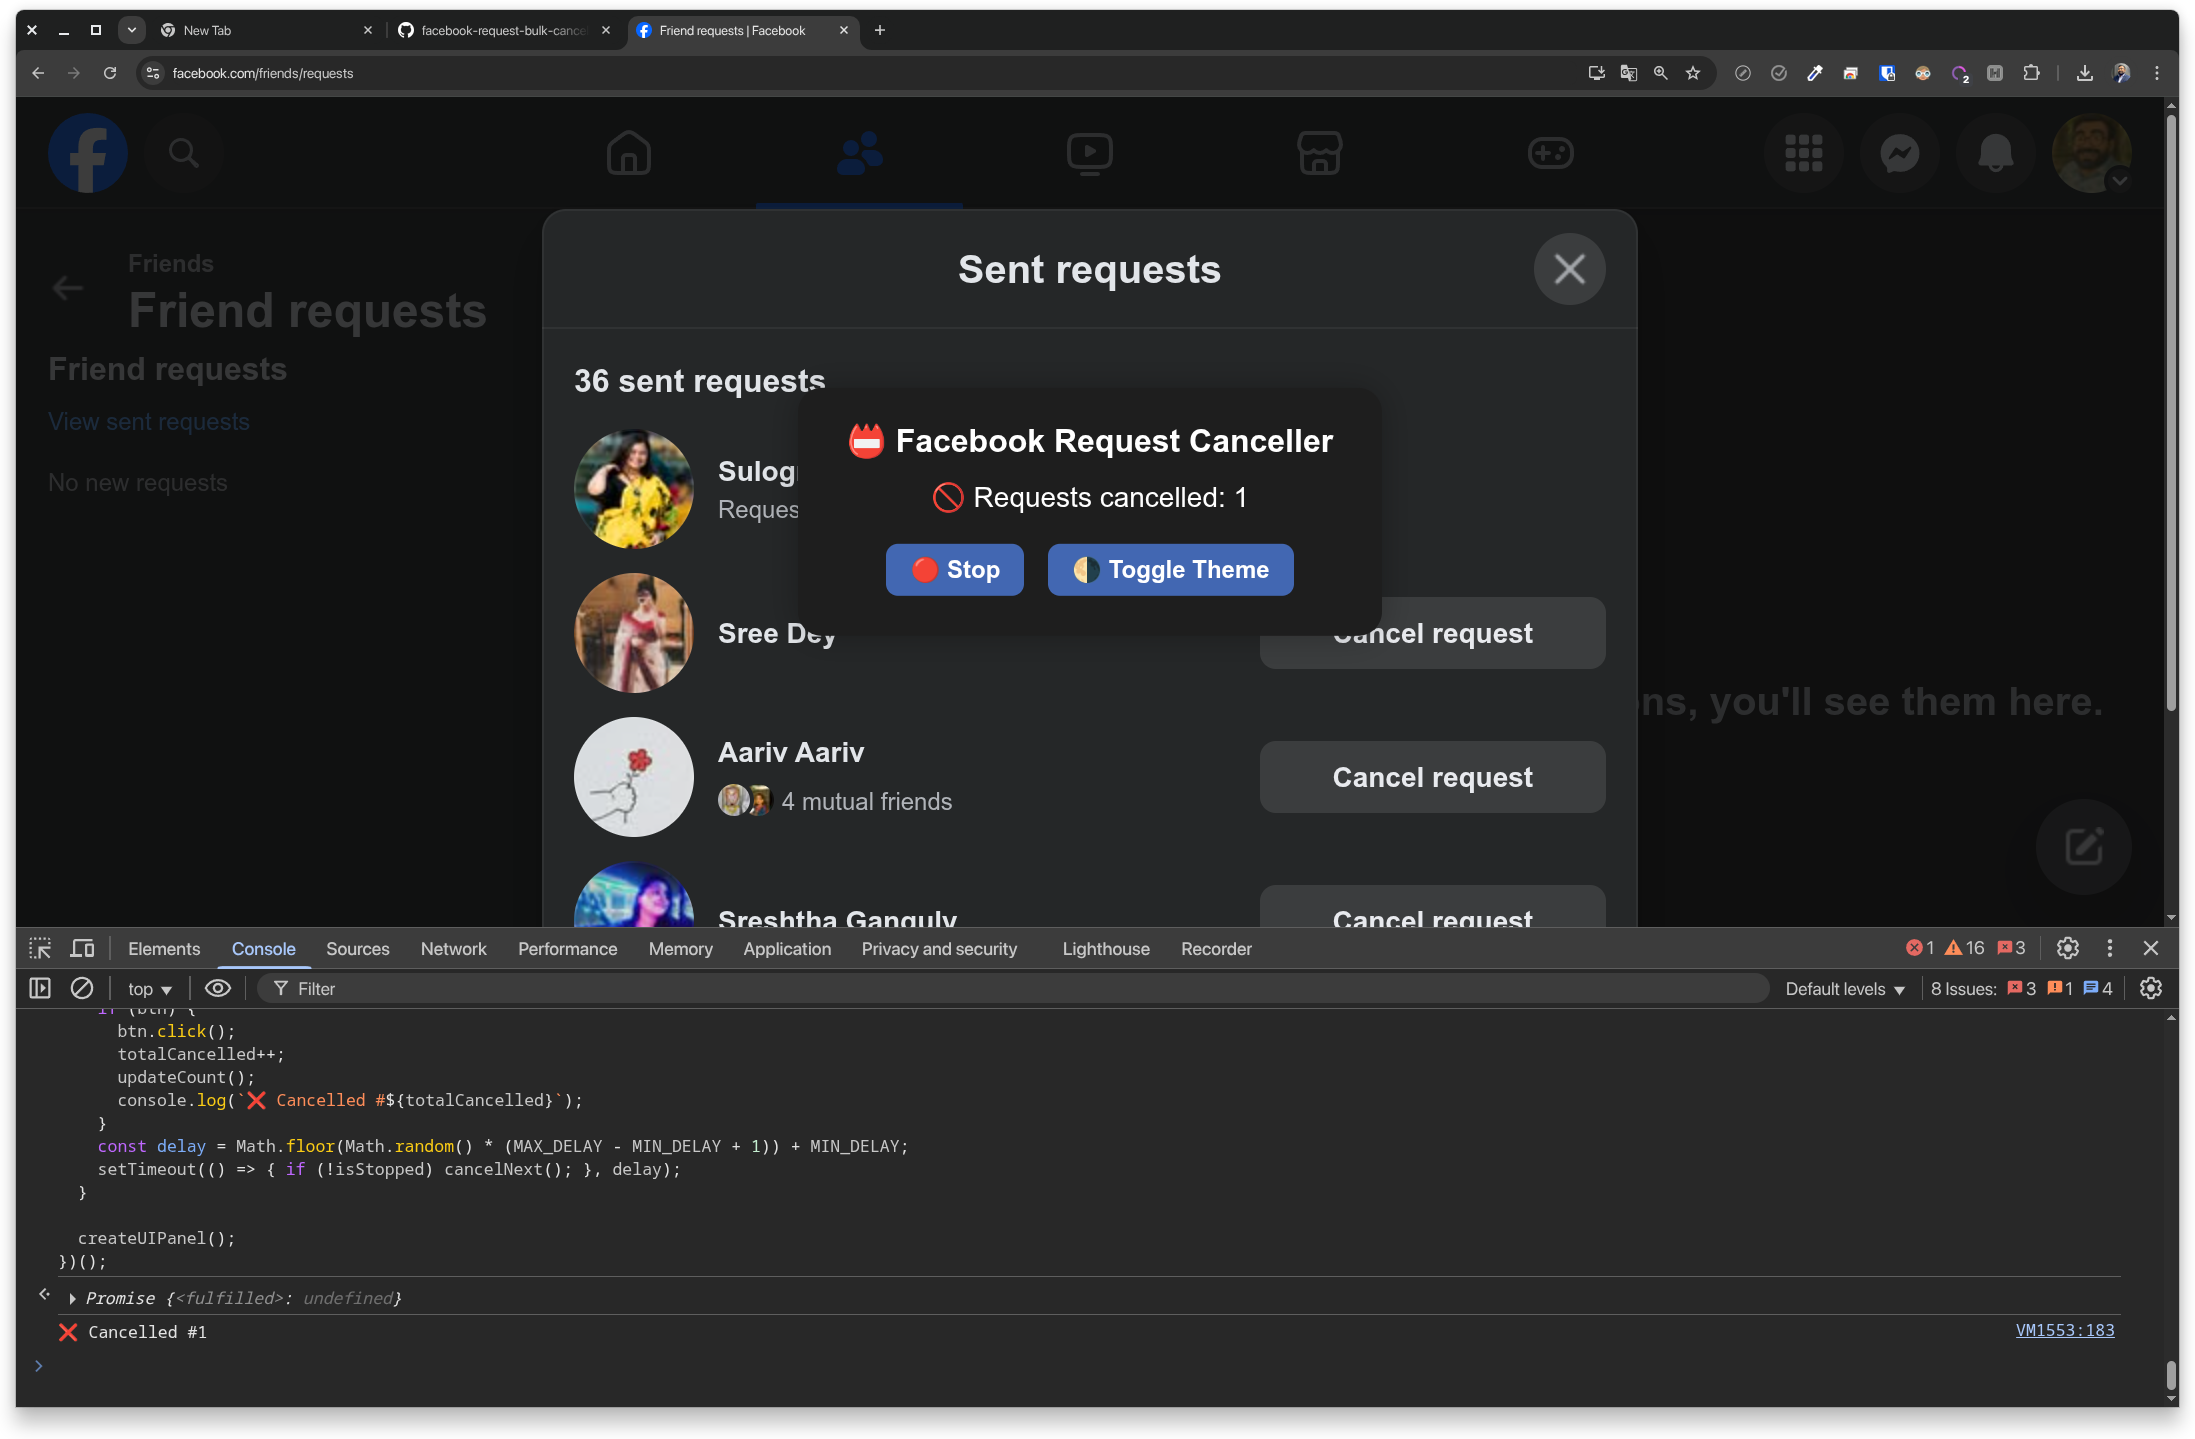 New Tab
facebook-request-bulk-cance
Friend requests | Facebook
facebook.com/friends/requests
2
Friends
Friend requests
Friend requests
View sent requests
No new requests
Sent requests
36 sent requests
Sulog
Reques
📛 Facebook Request Canceller
🚫 Requests cancelled: 1
🔴 Stop
🌗 Toggle Theme
Sree Dey
Cancel request
Aariv Aariv
4 mutual friends
Cancel request
Sreshtha Ganguly
Cancel request
ns, you'll see them here.
Elements Console Sources Network Performance Memory Application Privacy and security Lighthouse Recorder 1 16 3
top Filter Default levels 8 Issues: 3 1 4
if (btn) {
btn.click();
totalCancelled++;
updateCount();
console.log(`❌ Cancelled #${totalCancelled}`);
}
const delay = Math.floor(Math.random() * (MAX_DELAY - MIN_DELAY + 1)) + MIN_DELAY;
setTimeout(() => { if (!isStopped) cancelNext(); }, delay);
}
createUIPanel();
})();
Promise {<fulfilled>: undefined}
❌ Cancelled #1 VM1553:183